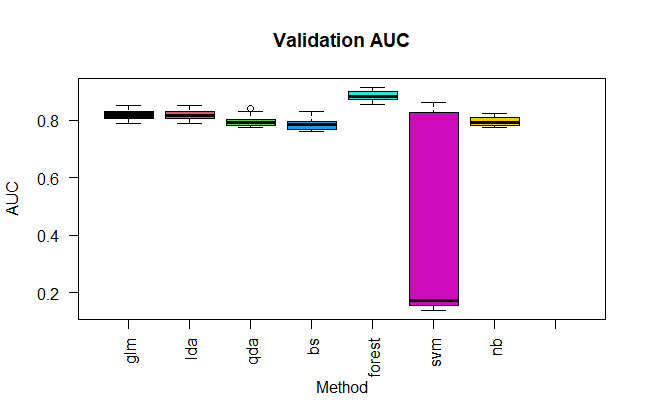 Validation AUC
AUC
0.8
0.6
0.4
0.2
glm
lda
qda
bs
forest
svm
nb
Method